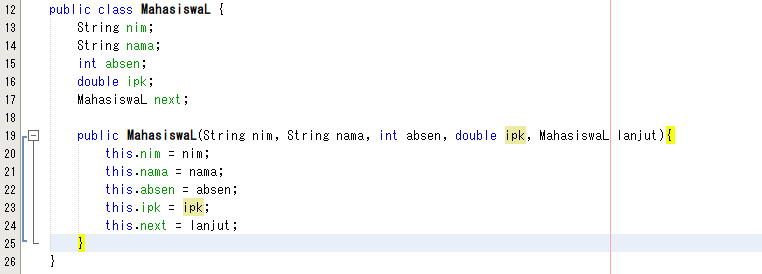 12 public class MahasiswaL {
13 String nim;
14 String nama;
15 int absen;
16 double ipk;
17 MahasiswaL next;
18
19 public MahasiswaL(String nim, String nama, int absen, double ipk, MahasiswaL lanjut){
20 this.nim = nim;
21 this.nama = nama;
22 this.absen = absen;
23 this.ipk = ipk;
24 this.next = lanjut;
25 }
26 }